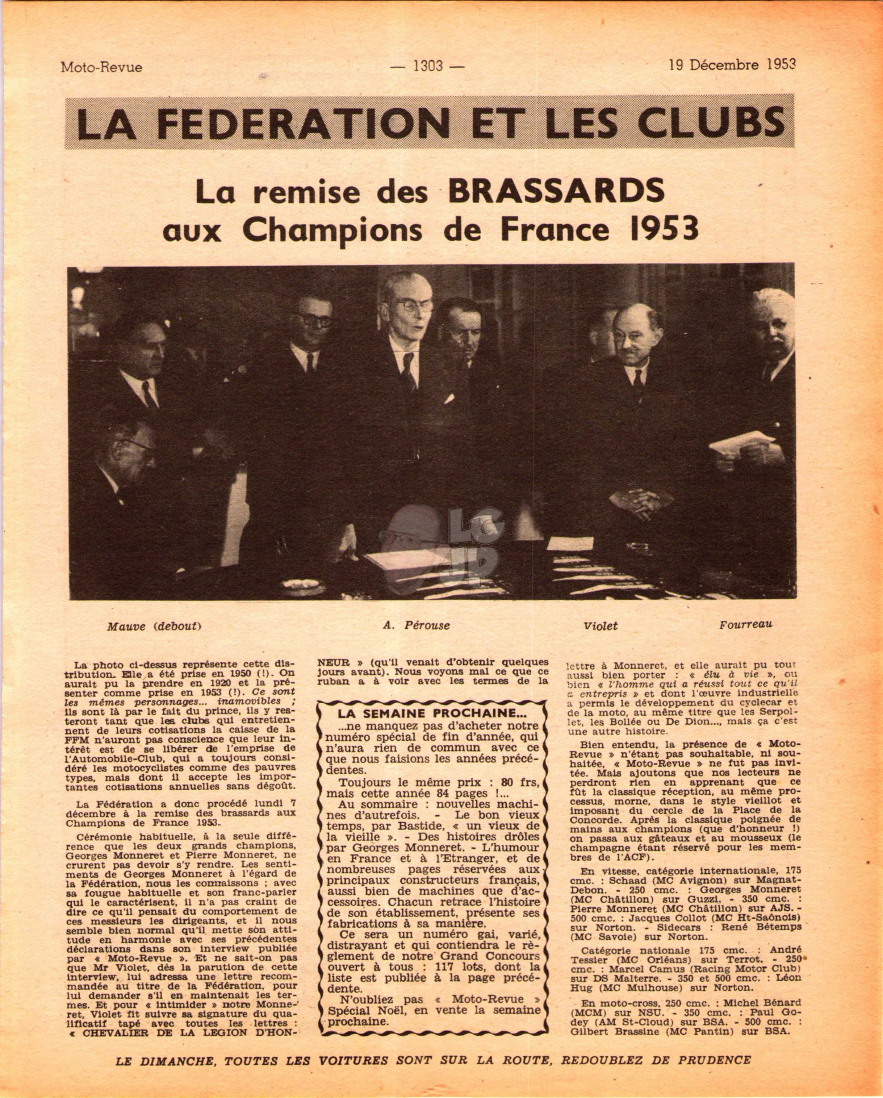 Moto-Revue
— 1303 —
19 Décembre 1953
LA FEDERATION ET LES CLUBS
La remise des BRASSARDS
aux Champions de France 1953
LC
JP
Mauve (debout)
A. Pérouse
Violet
Fourreau
La photo ci-dessus représente cette dis-
tribution. Elle a été prise en 1950 (!). On
aurait pu la prendre en 1920 et la pré-
senter comme prise en 1953 (!). Ce sont
les mêmes personnages... inamovibles ;
ils sont là par le fait du prince, ils y res-
teront tant que les clubs qui entretien-
nent de leurs cotisations la caisse de la
FFM n'auront pas conscience que leur in-
térêt est de se libérer de l'emprise de
l'Automobile-Club, qui a toujours consi-
déré les motocyclistes comme des pauvres
types, mais dont il accepte les impor-
tantes cotisations annuelles sans dégoût.
La Fédération a donc procédé lundi 7
décembre à la remise des brassards aux
Champions de France 1953.
Cérémonie habituelle, à la seule diffé-
rence que les deux grands champions,
Georges Monneret et Pierre Monneret, ne
crurent pas devoir s'y rendre. Les senti-
ments de Georges Monneret à l'égard de
la Fédération, nous les connaissons ; avec
sa fougue habituelle et son franc-parler
qui le caractérisent, il n'a pas craint de
dire ce qu'il pensait du comportement de
ces messieurs les dirigeants, et il nous
semble bien normal qu'il mette son atti-
tude en harmonie avec ses précédentes
déclarations dans son interview publiée
par « Moto-Revue ». Et ne sait-on pas
que Mr Violet, dès la parution de cette
interview, lui adressa une lettre recom-
mandée au titre de la Fédération, pour
lui demander s'il en maintenait les ter-
mes. Et pour « intimider » notre Monne-
ret, Violet fit suivre sa signature du qua-
lificatif tapé avec toutes les lettres :
« CHEVALIER DE LA LEGION D'HON-
NEUR » (qu'il venait d'obtenir quelques
jours avant). Nous voyons mal ce que ce
ruban a à voir avec les termes de la
LA SEMAINE PROCHAINE...
...ne manquez pas d'acheter notre
numéro spécial de fin d'année, qui
n'aura rien de commun avec ce
que nous faisions les années précé-
dentes.
Toujours le même prix : 80 frs,
mais cette année 84 pages !...
Au sommaire : nouvelles machi-
nes d'autrefois. - Le bon vieux
temps, par Bastide, « un vieux de
la vieille ». - Des histoires drôles
par Georges Monneret. - L'humour
en France et à l'Etranger, et de
nombreuses pages réservées aux
principaux constructeurs français,
aussi bien de machines que d'ac-
cessoires. Chacun retrace l'histoire
de son établissement, présente ses
fabrications à sa manière.
Ce sera un numéro gai, varié,
distrayant et qui contiendra le rè-
glement de notre Grand Concours
ouvert à tous : 117 lots, dont la
liste est publiée à la page précé-
dente.
N'oubliez pas « Moto-Revue »
Spécial Noël, en vente la semaine
prochaine.
lettre à Monneret, et elle aurait pu tout
aussi bien porter : « élu à vie », ou
bien « l'homme qui a réussi tout ce qu'il
a entrepris » et dont l'œuvre industrielle
a permis le développement du cyclecar et
de la moto, au même titre que les Serpol-
let, les Bollée ou De Dion..., mais ça c'est
une autre histoire.
Bien entendu, la présence de « Moto-
Revue » n'étant pas souhaitable, ni sou-
haitée, « Moto-Revue » ne fut pas invi-
tée. Mais ajoutons que nos lecteurs ne
perdront rien en apprenant que ce
fût la classique réception, au même pro-
cessus, morne, dans le style vieillot et
imposant du cercle de la Place de la
Concorde. Après la classique poignée de
mains aux champions (que d'honneur !)
on passa aux gâteaux et au mousseux (le
champagne étant réservé pour les mem-
bres de l'ACF).
En vitesse, catégorie internationale, 175
cmc. : Schaad (MC Avignon) sur Magnat-
Debon. - 250 cmc. : Georges Monneret
(MC Châtillon) sur Guzzi. - 350 cmc. :
Pierre Monneret (MC Châtillon) sur AJS. -
500 cmc. : Jacques Collot (MC Ht-Saônois)
sur Norton. - Sidecars : René Bétemps
(MC Savoie) sur Norton.
Catégorie nationale 175 cmc. : André
Tessier (MC Orléans) sur Terrot. - 250
cmc. : Marcel Camus (Racing Motor Club)
sur DS Malterre. - 350 et 500 cmc. : Léon
Hug (MC Mulhouse) sur Norton.
En moto-cross, 250 cmc. : Michel Bénard
(MCM) sur NSU. - 350 cmc. : Paul Go-
dey (AM St-Cloud) sur BSA. - 500 cmc. :
Gilbert Brassine (MC Pantin) sur BSA.
LE DIMANCHE, TOUTES LES VOITURES SONT SUR LA ROUTE, REDOUBLEZ DE PRUDENCE